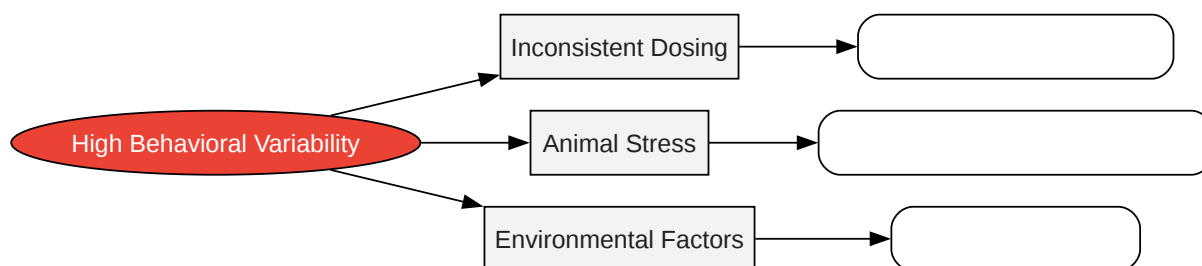 Inconsistent Dosing
High Behavioral Variability
Animal Stress
Environmental Factors